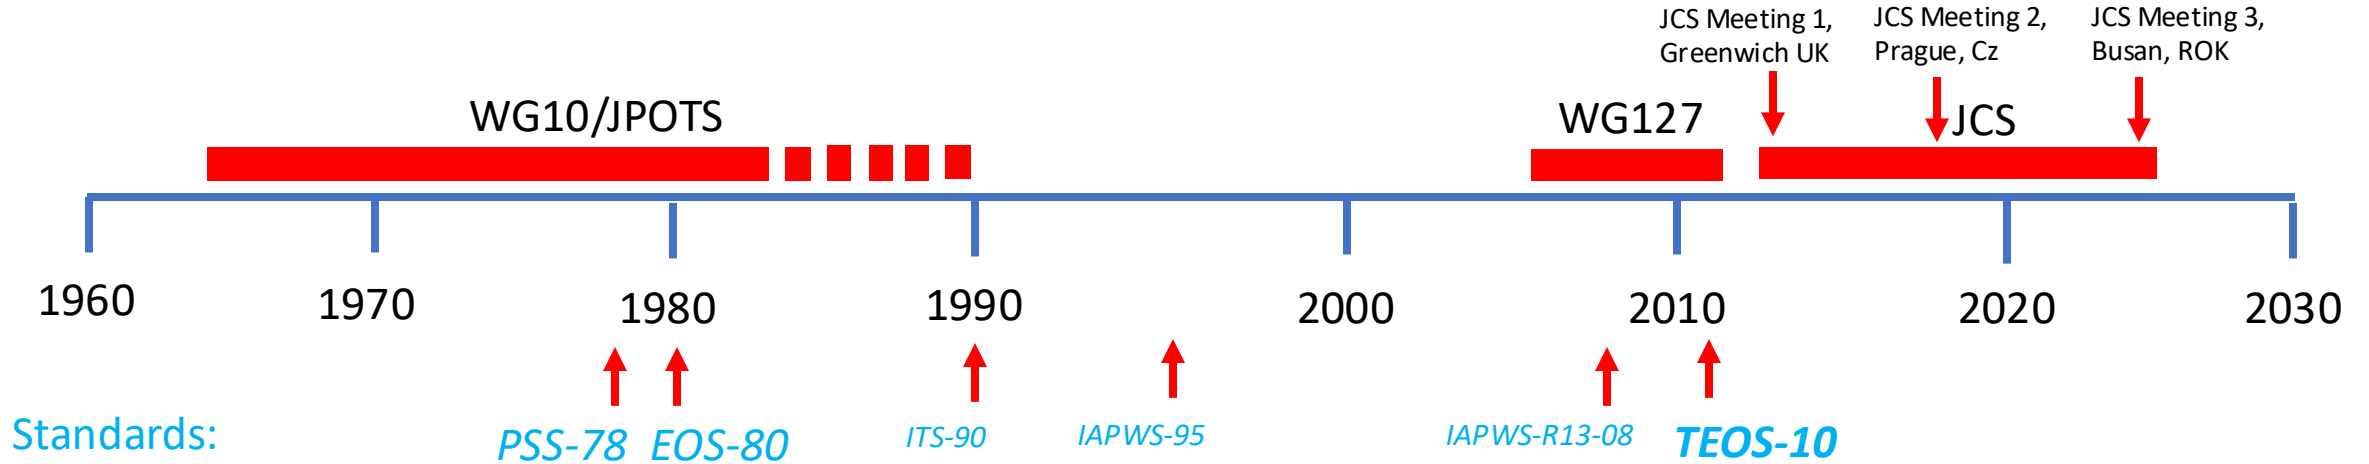 JCS Meeting 1,
Greenwich UK
JCS Meeting 2,
Prague, Cz
JCS Meeting 3,
Busan, ROK
WG10/JPOTS
WG127
JCS
1960
1970
1980
1990
2000
2010
2020
2030
Standards:
PSS-78
EOS-80
ITS-90
IAPWS-95
IAPWS-R13-08
TEOS-10